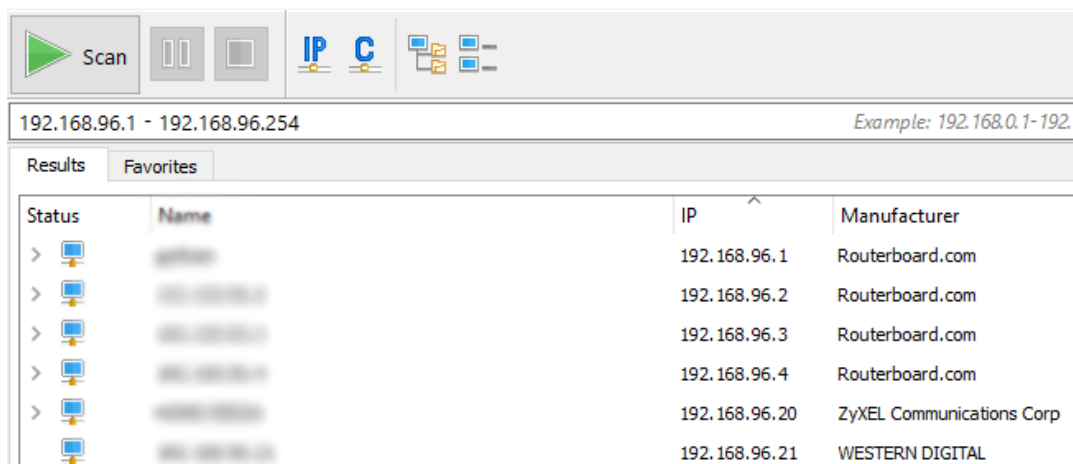 Scan IP C
192.168.96.1 - 192.168.96.254 Example: 192.168.0.1-192.
Results Favorites
Status Name IP Manufacturer
192.168.96.1 Routerboard.com
192.168.96.2 Routerboard.com
192.168.96.3 Routerboard.com
192.168.96.4 Routerboard.com
192.168.96.20 ZyXEL Communications Corp
192.168.96.21 WESTERN DIGITAL